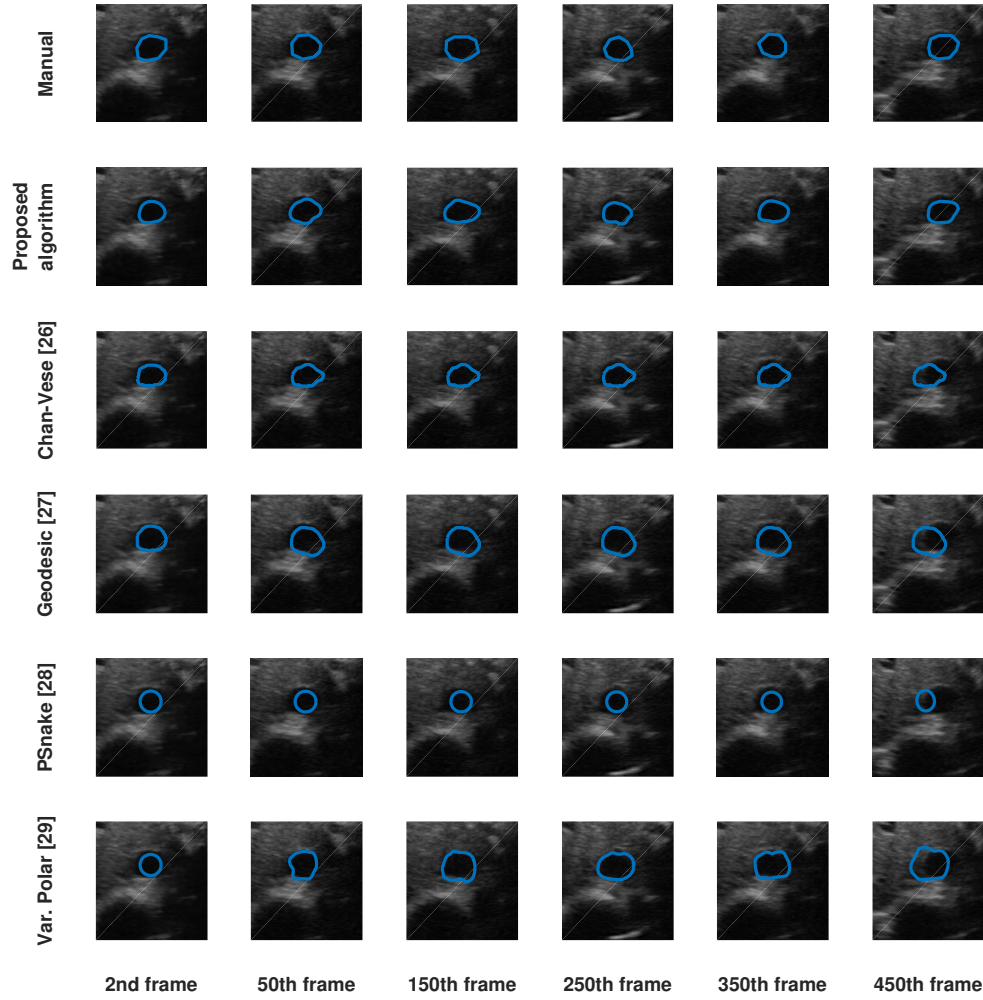 Manual
Proposed
algorithm
Chan-Vese [26]
Geodesic [27]
PSnake [28]
Var. Polar [29]
2nd frame
50th frame
150th frame
250th frame
350th frame
450th frame